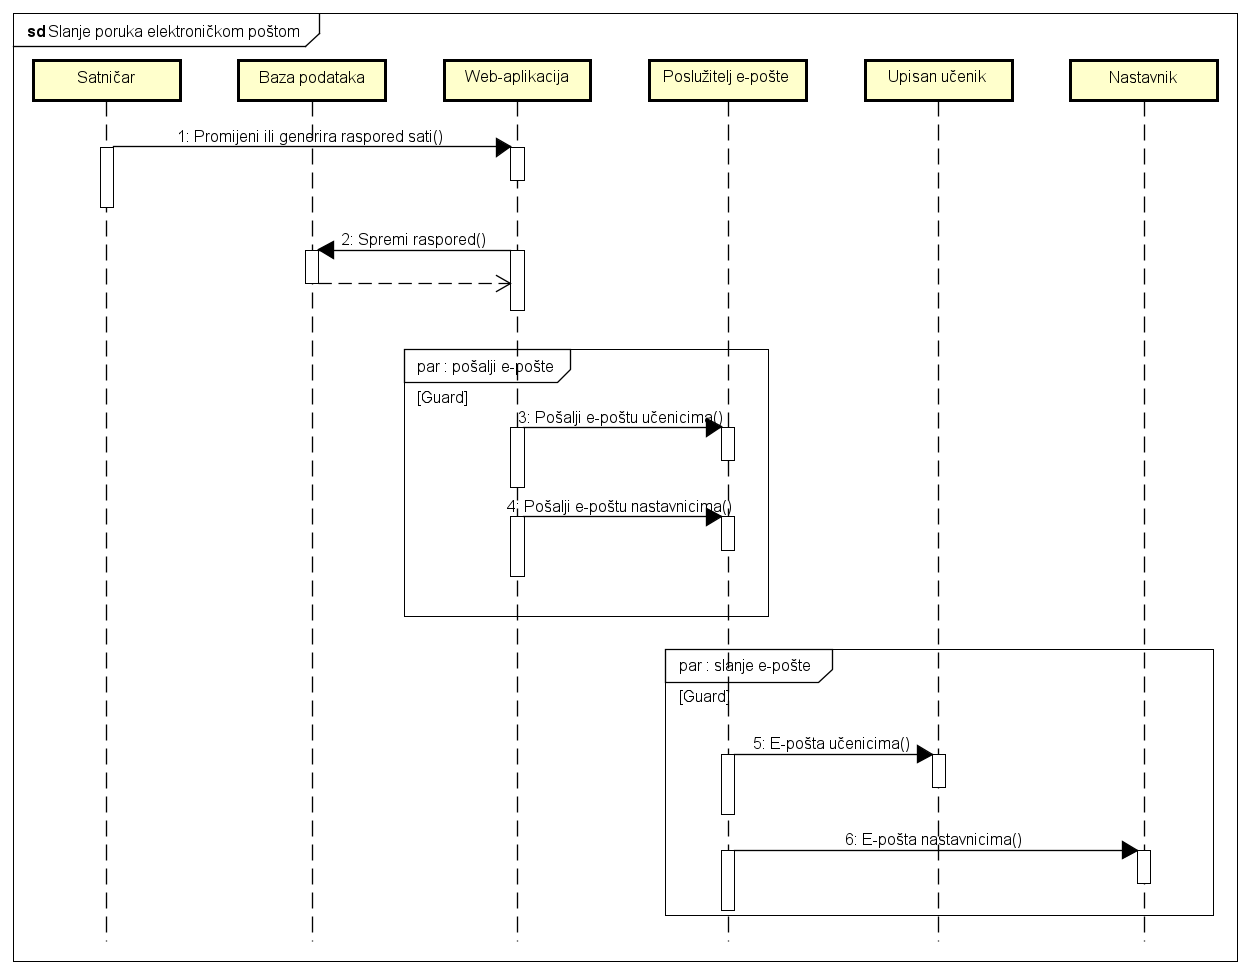 sd Slanje poruka elektroničkom poštom
Satničar
Baza podataka
Web-aplikacija
Poslužitelj e-pošte
Upisan učenik
Nastavnik
1: Promijeni ili generira raspored sati()
2: Spremi raspored()
par : pošalji e-pošte
[Guard]
3: Pošalji e-poštu učenicima()
4: Pošalji e-poštu nastavnicima()
par : slanje e-pošte
[Guard]
5: E-pošta učenicima()
6: E-pošta nastavnicima()